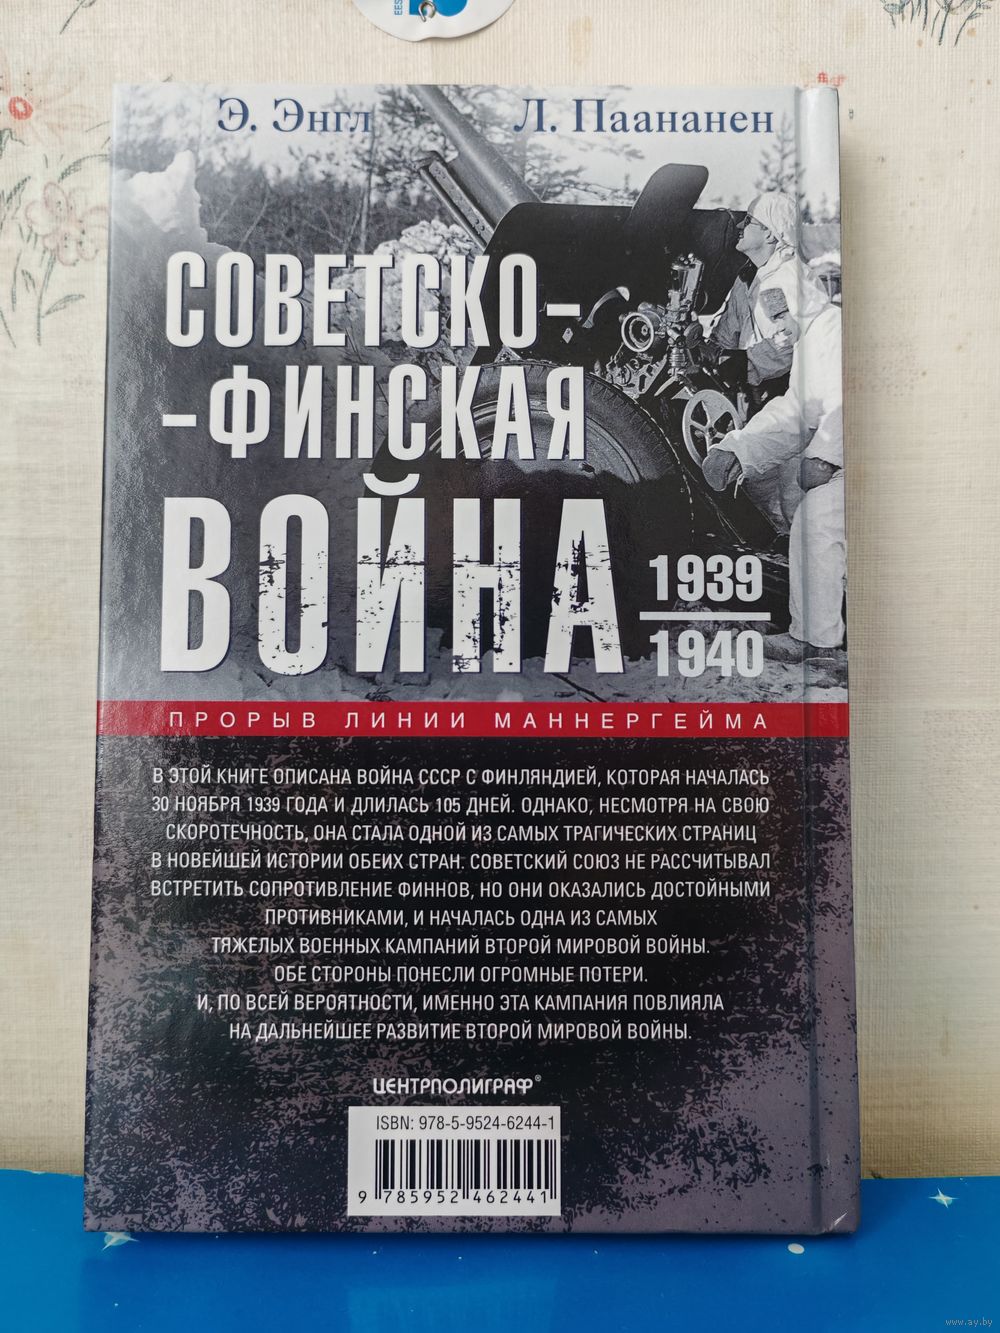 EES
Э. Энгл Л. Паананен
СОВЕТСКО-
-ФИНСКАЯ
ВОЙНА
1939
1940
ПРОРЫВ ЛИНИИ МАННЕРГЕЙМА
В ЭТОЙ КНИГЕ ОПИСАНА ВОЙНА СССР С ФИНЛЯНДИЕЙ, КОТОРАЯ НАЧАЛАСЬ
30 НОЯБРЯ 1939 ГОДА И ДЛИЛАСЬ 105 ДНЕЙ. ОДНАКО, НЕСМОТРЯ НА СВОЮ
СКОРОТЕЧНОСТЬ, ОНА СТАЛА ОДНОЙ ИЗ САМЫХ ТРАГИЧЕСКИХ СТРАНИЦ
В НОВЕЙШЕЙ ИСТОРИИ ОБЕИХ СТРАН. СОВЕТСКИЙ СОЮЗ НЕ РАССЧИТЫВАЛ
ВСТРЕТИТЬ СОПРОТИВЛЕНИЕ ФИННОВ, НО ОНИ ОКАЗАЛИСЬ ДОСТОЙНЫМИ
ПРОТИВНИКАМИ, И НАЧАЛАСЬ ОДНА ИЗ САМЫХ
ТЯЖЕЛЫХ ВОЕННЫХ КАМПАНИЙ ВТОРОЙ МИРОВОЙ ВОЙНЫ.
ОБЕ СТОРОНЫ ПОНЕСЛИ ОГРОМНЫЕ ПОТЕРИ.
И, ПО ВСЕЙ ВЕРОЯТНОСТИ, ИМЕННО ЭТА КАМПАНИЯ ПОВЛИЯЛА
НА ДАЛЬНЕЙШЕЕ РАЗВИТИЕ ВТОРОЙ МИРОВОЙ ВОЙНЫ.
ЦЕНТРПОЛИГРАФ®
ISBN: 978-5-9524-6244-1
9 785952 462441
www.ay.by